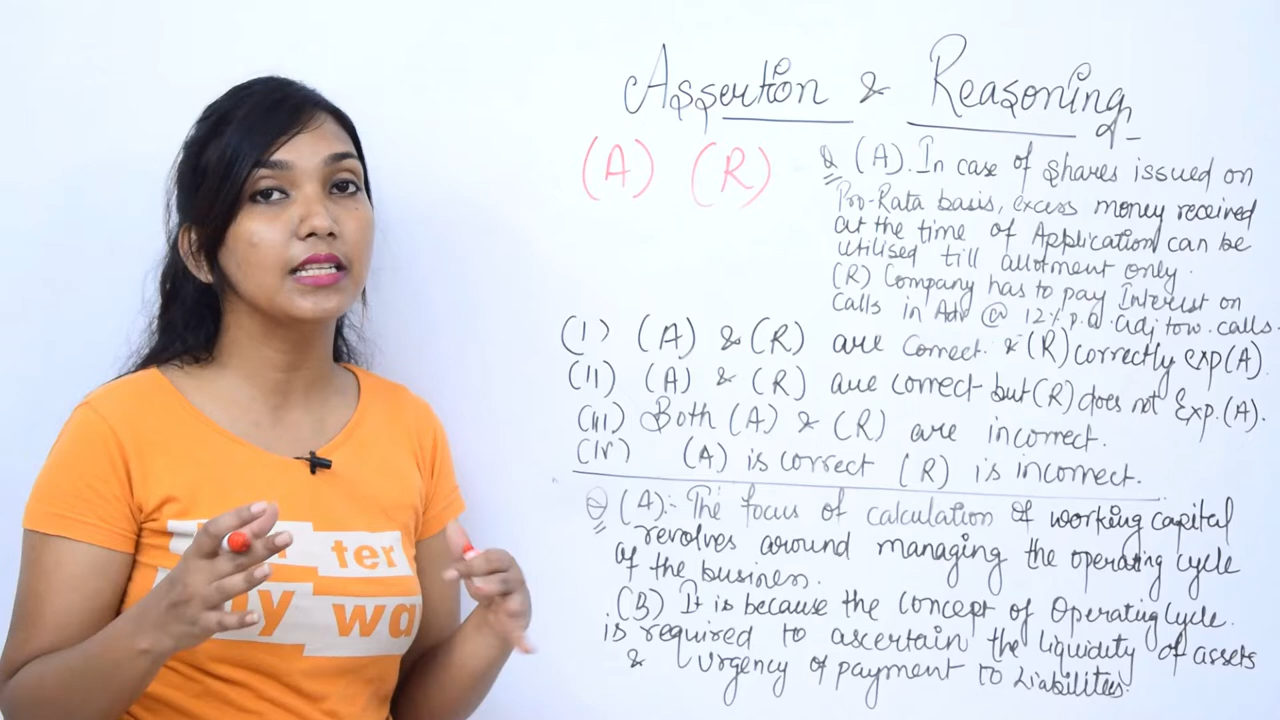 Assertion & Reasoning
(A) (R)
Q (A). In case of shares issued on
Pro-Rata basis, excess money received
at the time of Application can be
utilised till allotment only.
(R) Company has to pay Interest on
calls in Adv @ 12% p.a. adj tow. calls.
(I) (A) & (R) are correct. & (R) correctly exp(A).
(II) (A) & (R) are correct but (R) does not Exp.(A).
(III) Both (A) & (R) are incorrect.
(IV) (A) is correct (R) is incorrect.
Q (A):- The focus of calculation of working capital
revolves around managing the operating cycle
of the business.
(B) It is because the concept of Operating cycle.
is required to ascertain the liquidity of assets
& urgency of payment to Liabilities.
ter
wa